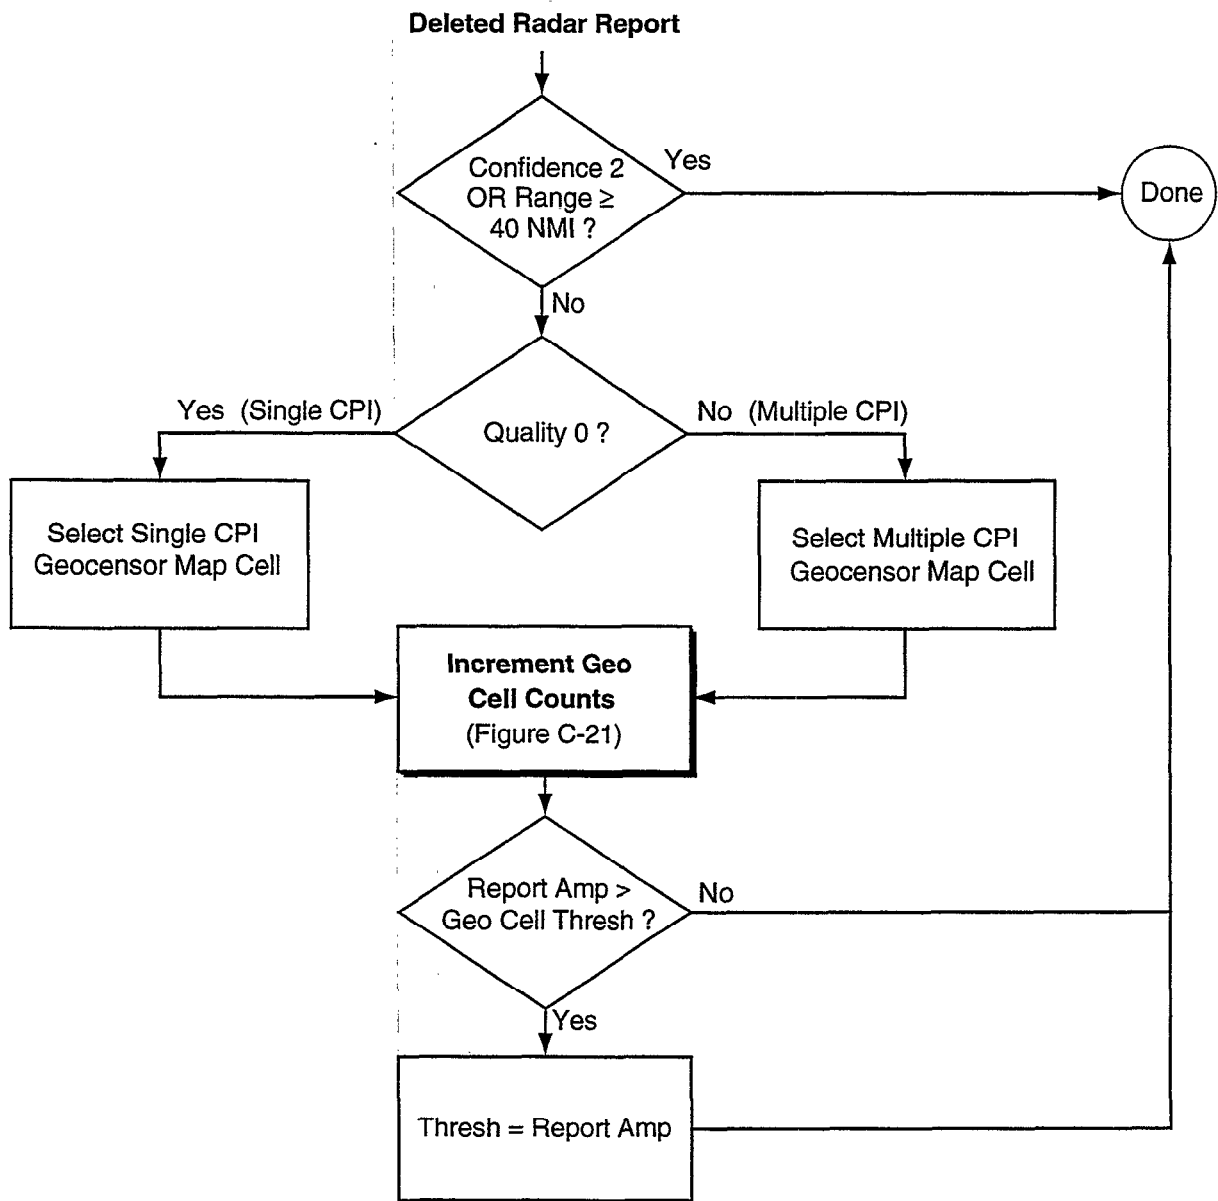 Deleted Radar Report
Confidence 2
OR Range ≥
40 NMI ?
Yes
Done
No
Yes (Single CPI)
Quality 0 ?
No (Multiple CPI)
Select Single CPI
Geocensor Map Cell
Select Multiple CPI
Geocensor Map Cell
Increment Geo
Cell Counts
(Figure C-21)
Report Amp >
Geo Cell Thresh ?
No
Yes
Thresh = Report Amp